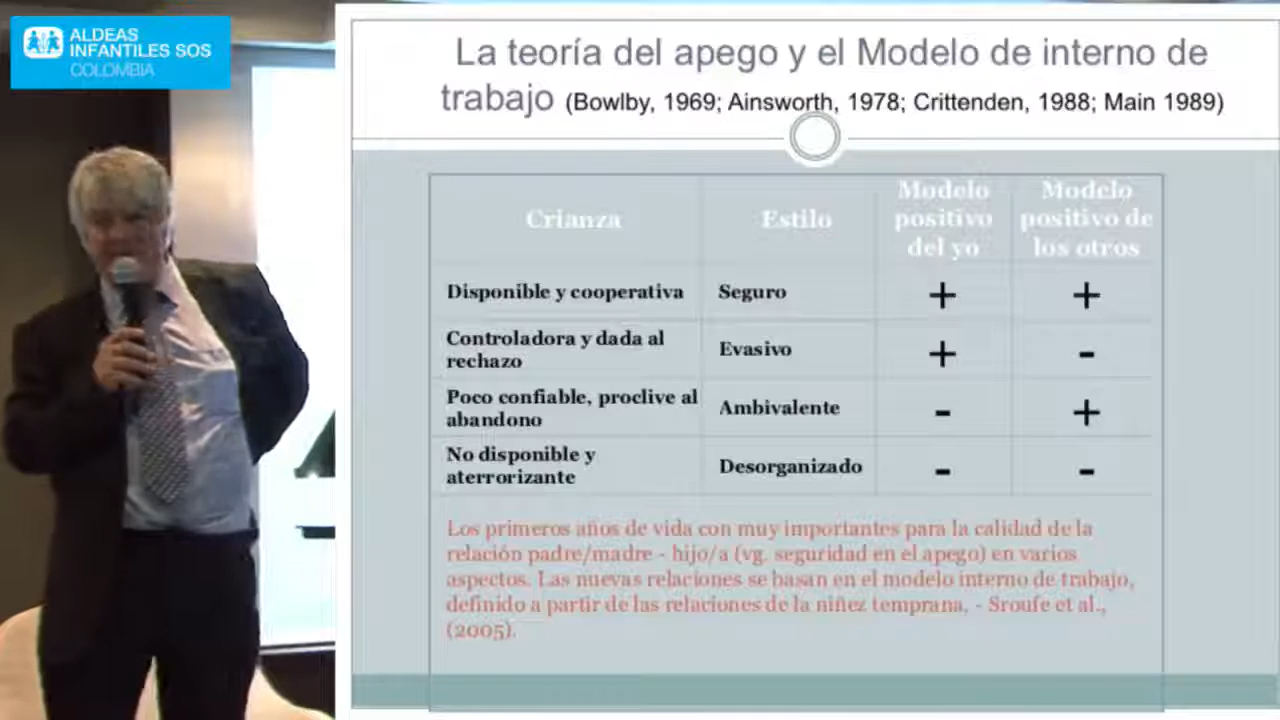 ALDEAS
INFANTILES SOS
COLOMBIA
La teoría del apego y el Modelo de interno de
trabajo (Bowlby, 1969; Ainsworth, 1978; Crittenden, 1988; Main 1989)
Crianza
Estilo
Modelo
positivo
del yo
Modelo
positivo de
los otros
Disponible y cooperativa
Seguro
+
+
Controladora y dada al
rechazo
Evasivo
+
-
Poco confiable, proclive al
abandono
Ambivalente
-
+
No disponible y
aterrorizante
Desorganizado
-
-
Los primeros años de vida con muy importantes para la calidad de la
relación padre/madre - hijo/a (vg. seguridad en el apego) en varios
aspectos. Las nuevas relaciones se basan en el modelo interno de trabajo,
definido a partir de las relaciones de la niñez temprana, - Sroufe et al.,
(2005).